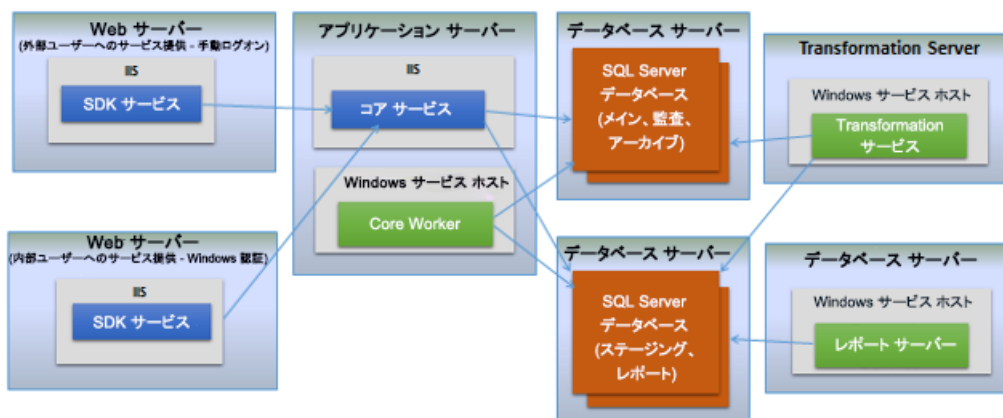 Web サーバー
(外部ユーザーへのサービス提供 - 手動ログオン)
IIS
SDK サービス
Web サーバー
(内部ユーザーへのサービス提供 - Windows 認証)
IIS
SDK サービス
アプリケーション サーバー
IIS
コア サービス
Windows サービス ホスト
Core Worker
データベース サーバー
SQL Server
データベース
(メイン、監査、
アーカイブ)
データベース サーバー
SQL Server
データベース
(ステージング、
レポート)
Transformation Server
Windows サービス ホスト
Transformation
サービス
データベース サーバー
Windows サービス ホスト
レポート サーバー